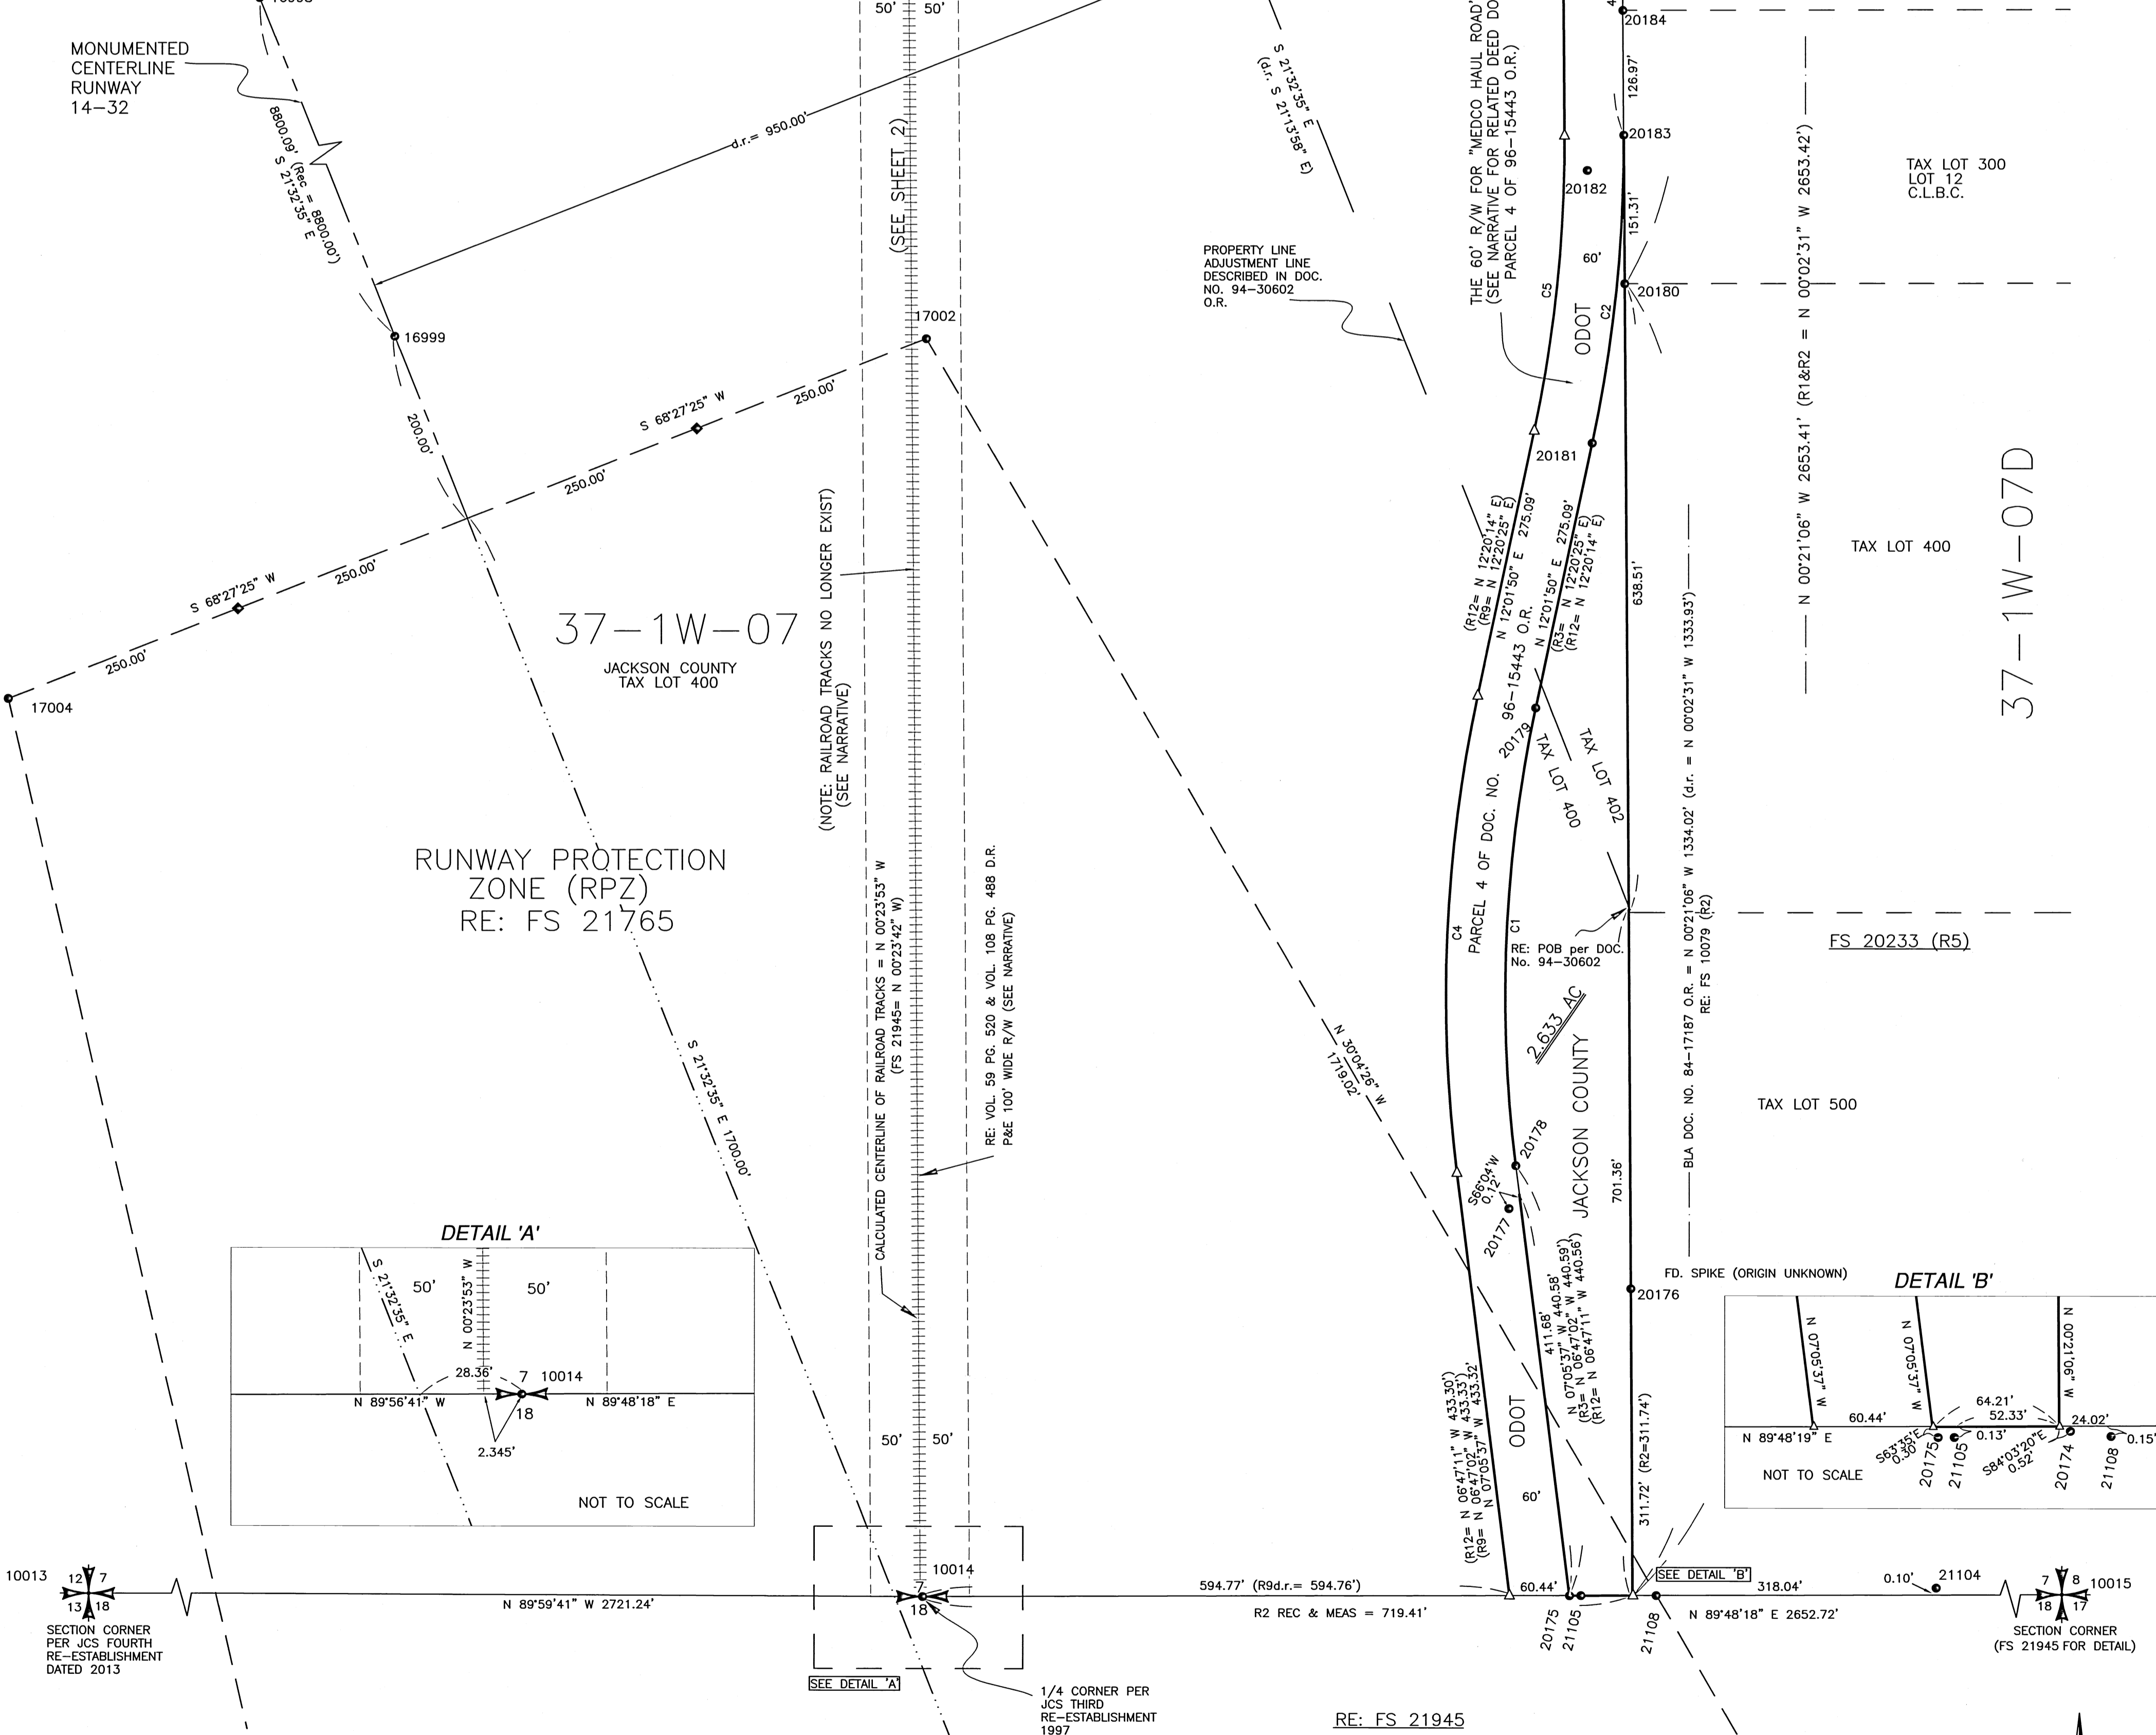 MONUMENTED
CENTERLINE
RUNWAY
14-32
8800.09' (Rec = 8800.00')
S 21°32'35" E
50'
50'
d.r.= 950.00'
(SEE SHEET 2)
S 21°32'35" E
(d.r. S 21°13'58" E)
PROPERTY LINE
ADJUSTMENT LINE
DESCRIBED IN DOC.
NO. 94-30602
O.R.
THE 60' R/W FOR "MEDCO HAUL ROAD"
(SEE NARRATIVE FOR RELATED DEED DO
PARCEL 4 OF 96-15443 O.R.)
20184
126.97'
20183
20182
151.31'
60'
20180
C5
C2
ODOT
N 00°21'06" W 2653.41' (R1&R2 = N 00°02'31" W 2653.42')
TAX LOT 300
LOT 12
C.L.B.C.
16999
17002
200.00'
S 68°27'25" W
250.00'
250.00'
S 68°27'25" W
250.00'
250.00'
17004
37-1W-07
JACKSON COUNTY
TAX LOT 400
(NOTE: RAILROAD TRACKS NO LONGER EXIST)
(SEE NARRATIVE)
20181
(R12= N 12°20'14" E)
(R9= N 12°20'25" E)
N 12°01'50" E 275.09'
N 12°01'50" E 275.09'
(R3= N 12°20'25" E)
(R12= N 12°20'14" E)
638.51'
TAX LOT 400
37-1W-07D
PARCEL 4 OF DOC. NO. 96-15443 O.R.
20179
TAX LOT 400
TAX LOT 402
RUNWAY PROTECTION
ZONE (RPZ)
RE: FS 21765
CALCULATED CENTERLINE OF RAILROAD TRACKS = N 00°23'53" W
(FS 21945= N 00°23'42" W)
RE: VOL. 59 PG. 520 & VOL. 108 PG. 488 D.R.
P&E 100' WIDE R/W (SEE NARRATIVE)
C4
C1
RE: POB per DOC.
No. 94-30602
BLA DOC. NO. 84-17187 O.R. = N 00°21'06" W 1334.02' (d.r. = N 00°02'31" W 1333.93')
RE: FS 10079 (R2)
FS 20233 (R5)
2.633 AC
S 21°32'35" E 1700.00'
N 30°04'26" W
1719.02'
JACKSON COUNTY
TAX LOT 500
20178
S66°04'W
0.12'
20177
701.36'
FD. SPIKE (ORIGIN UNKNOWN)
20176
411.68'
N 07°05'37" W 440.58'
(R3= N 06°47'02" W 440.59')
(R12= N 06°47'11" W 440.56')
(R12= N 06°47'11" W 433.30')
(R9= N 06°47'02" W 433.33')
N 07°05'37" W 433.32'
ODOT
60'
311.72' (R2=311.74')
DETAIL 'A'
S 21°32'35" E
50'
N 00°23'53" W
50'
28.36'
7
10014
N 89°56'41" W
18
N 89°48'18" E
2.345'
NOT TO SCALE
DETAIL 'B'
N 07°05'37" W
N 07°05'37" W
N 00°21'06" W
64.21'
60.44'
52.33'
24.02'
N 89°48'19" E
0.13'
0.15'
S63°35'E
0.30'
20175
21105
S84°03'20"E
0.52'
20174
21108
NOT TO SCALE
50'
50'
10013
12
7
13
18
SECTION CORNER
PER JCS FOURTH
RE-ESTABLISHMENT
DATED 2013
N 89°59'41" W 2721.24'
7
10014
18
SEE DETAIL 'A'
1/4 CORNER PER
JCS THIRD
RE-ESTABLISHMENT
1997
594.77' (R9d.r.= 594.76')
R2 REC & MEAS = 719.41'
60.44'
20175
21105
21108
SEE DETAIL 'B'
318.04'
N 89°48'18" E 2652.72'
0.10'
21104
7
8
18
17
10015
SECTION CORNER
(FS 21945 FOR DETAIL)
RE: FS 21945